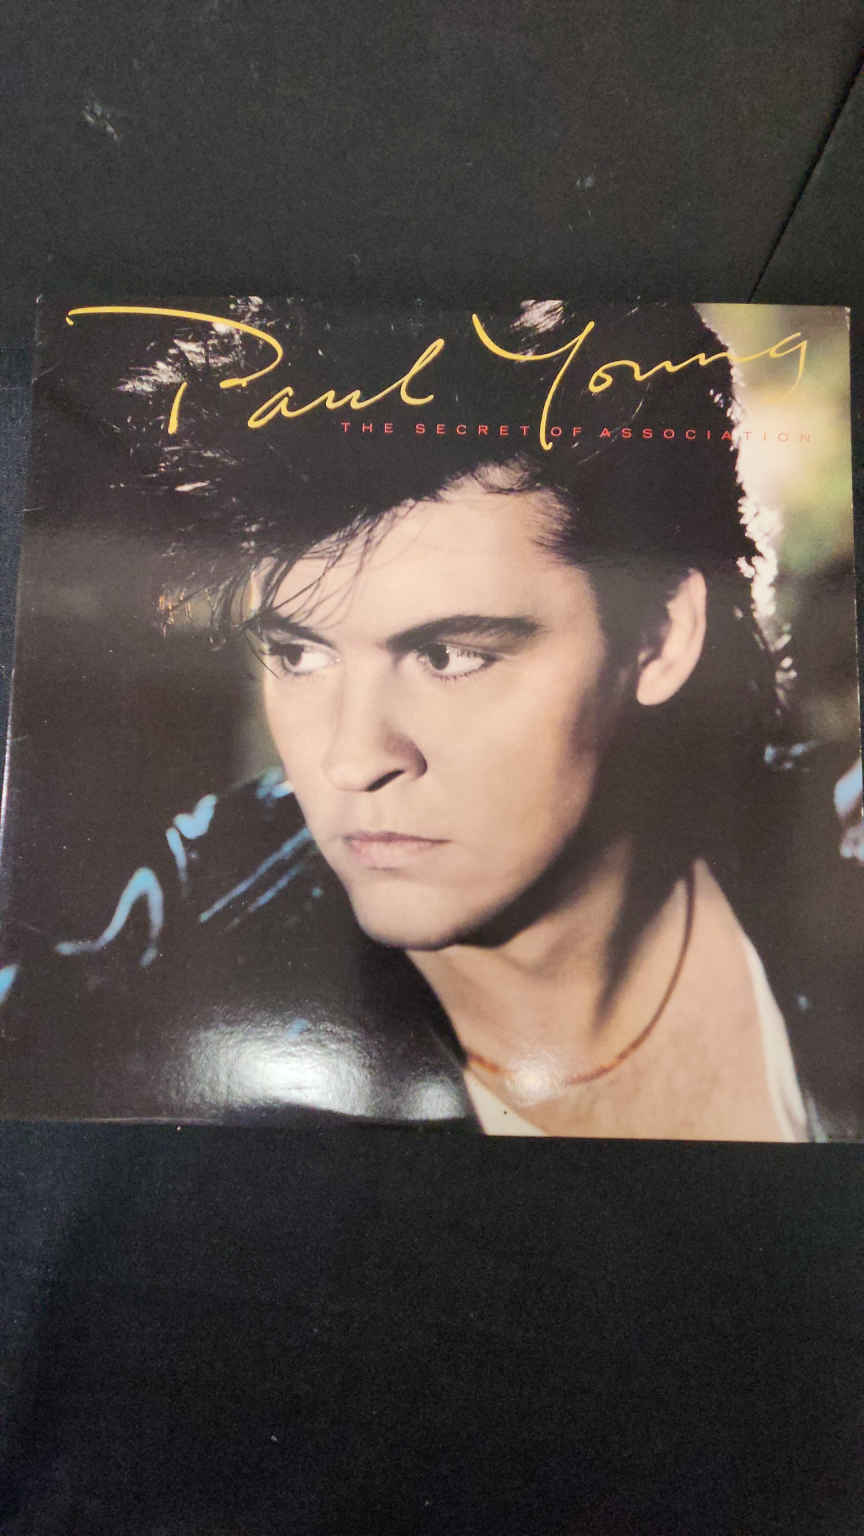 Paul Young
THE SECRET OF ASSOCIATION